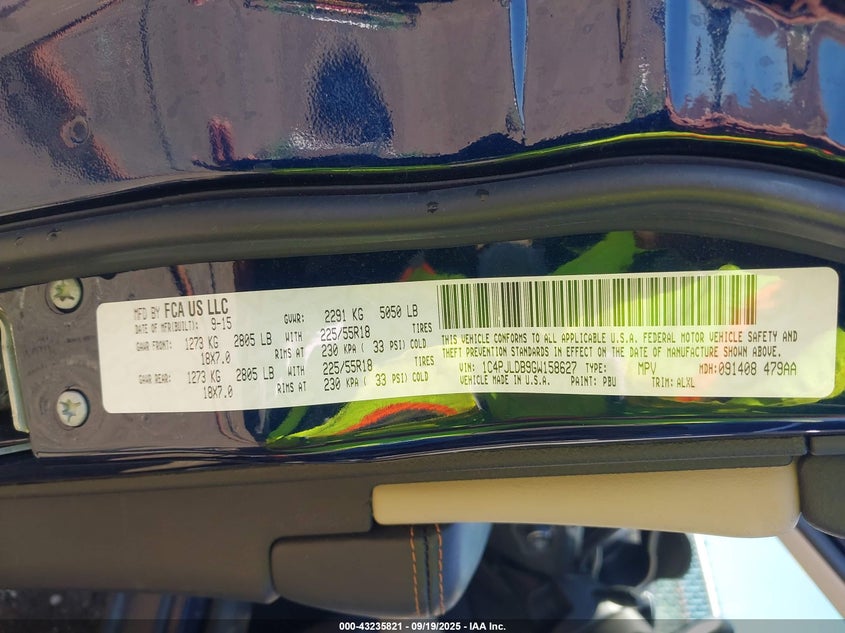 MFD BY FCA US LLC
DATE OF MFR(BUILT): 9-15 GVWR: 2291 KG 5050 LB
GAWR FRONT: 1273 KG 2805 LB WITH 225/55R18 TIRES
18X7.0 RIMS AT 230 KPA ( 33 PSI) COLD
GAWR REAR: 1273 KG 2805 LB WITH 225/55R18 TIRES
18X7.0 RIMS AT 230 KPA ( 33 PSI) COLD
THIS VEHICLE CONFORMS TO ALL APPLICABLE U.S.A. FEDERAL MOTOR VEHICLE SAFETY AND
THEFT PREVENTION STANDARDS IN EFFECT ON THE DATE OF MANUFACTURE SHOWN ABOVE.
VIN: 1C4PJLDB9GW158627 TYPE: MPV MDH: 091408 479AA
MADE IN U.S.A. PAINT: PBU TRIM: ALXL
000-43235821 - 09/19/2025 - IAA Inc.